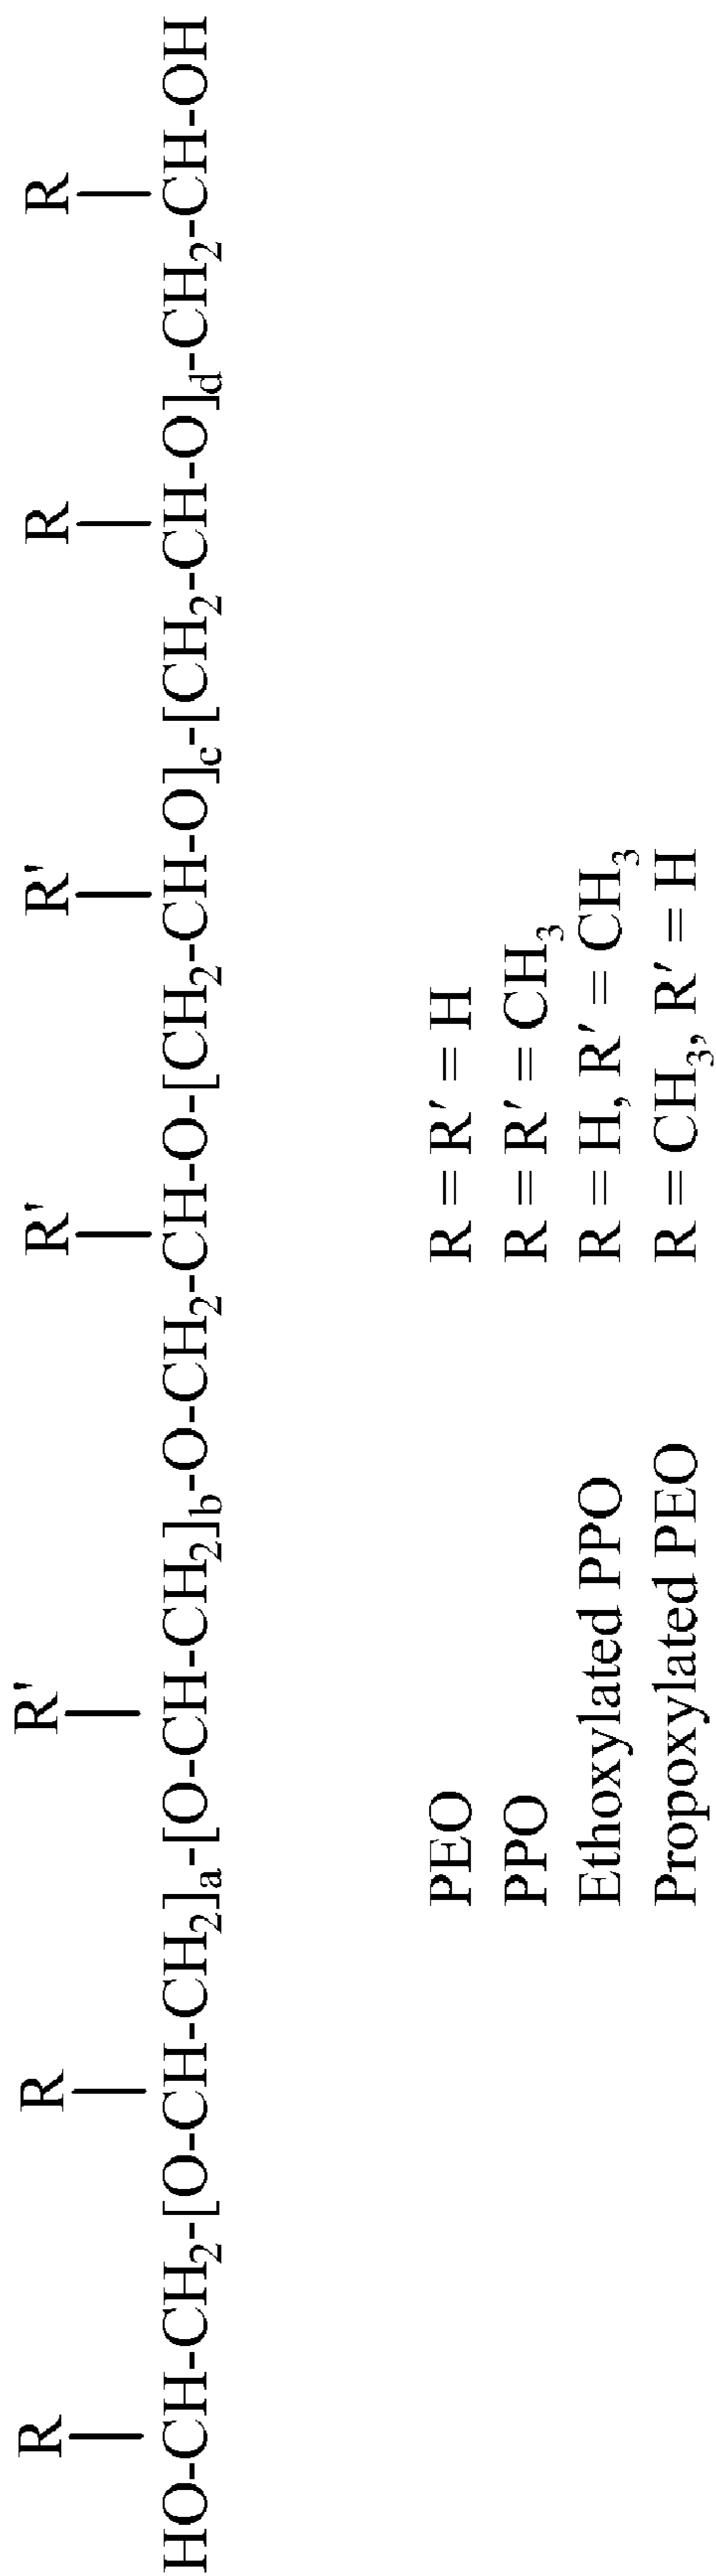 R R R' R' R' R R
HO-CH-CH₂-[O-CH-CH₂]ₐ-[O-CH-CH₂]b-O-CH₂-CH-O-[CH₂-CH-O]c-[CH₂-CH-O]d-CH₂-CH-OH
PEO R = R' = H
PPO R = R' = CH₃
Ethoxylated PPO R = H, R' = CH₃
Propoxylated PEO R = CH₃, R' = H